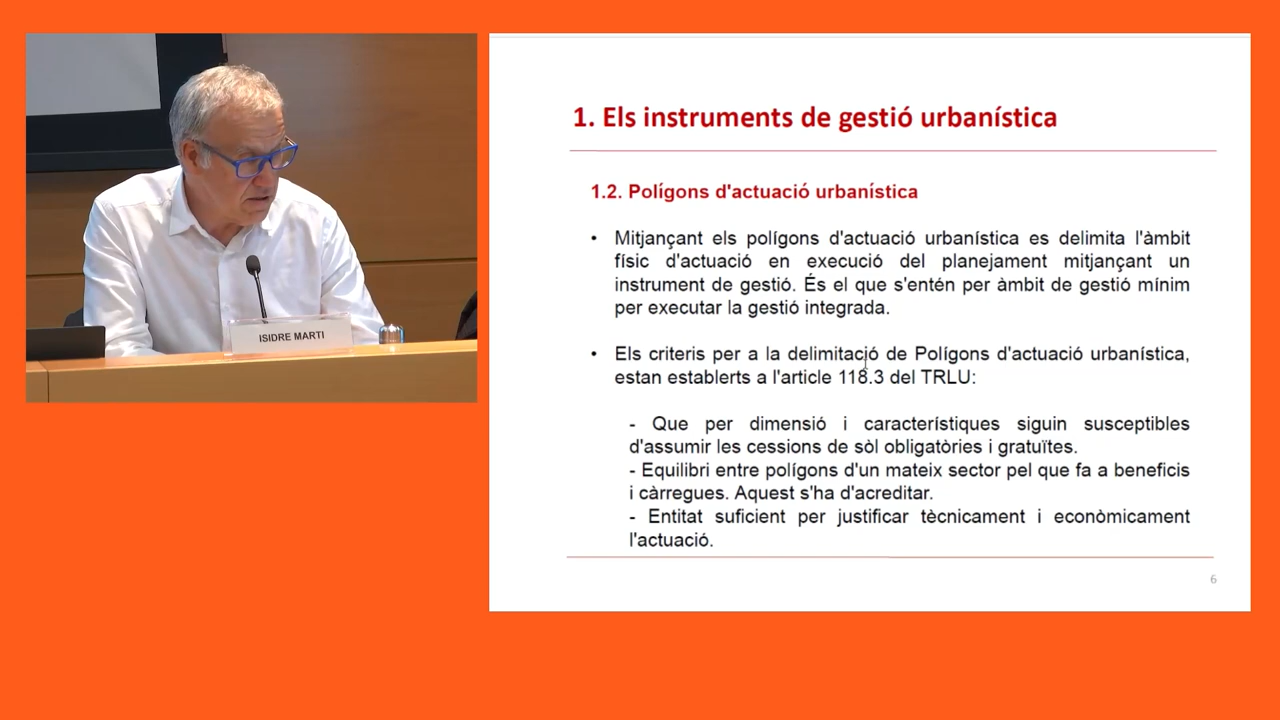 ISIDRE MARTI
1. Els instruments de gestió urbanística
1.2. Polígons d'actuació urbanística
• Mitjançant els polígons d'actuació urbanística es delimita l'àmbit
físic d'actuació en execució del planejament mitjançant un
instrument de gestió. És el que s'entén per àmbit de gestió mínim
per executar la gestió integrada.
• Els criteris per a la delimitació de Polígons d'actuació urbanística,
estan establerts a l'article 118.3 del TRLU:
- Que per dimensió i característiques siguin susceptibles
d'assumir les cessions de sòl obligatòries i gratuïtes.
- Equilibri entre polígons d'un mateix sector pel que fa a beneficis
i càrregues. Aquest s'ha d'acreditar.
- Entitat suficient per justificar tècnicament i econòmicament
l'actuació.
6